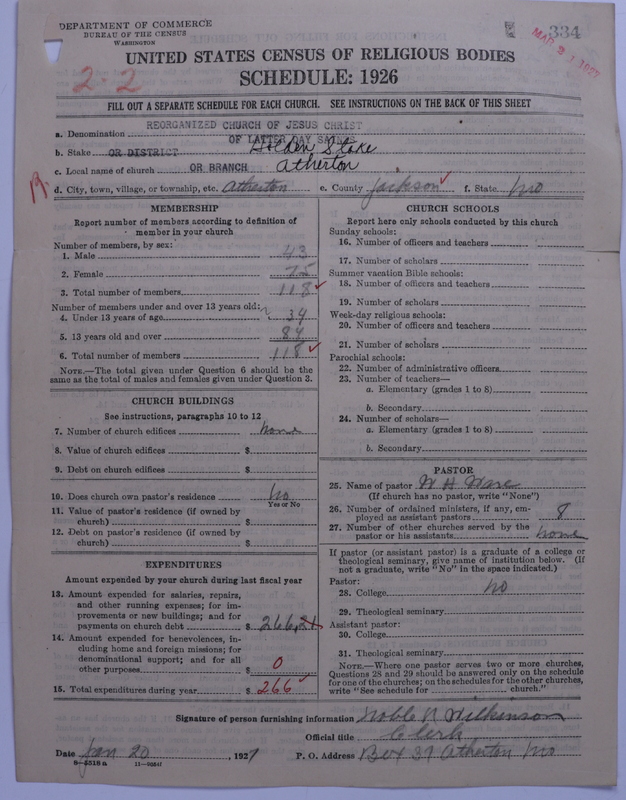 DEPARTMENT OF COMMERCE
BUREAU OF THE CENSUS
WASHINGTON
334
MAR 2 1927
UNITED STATES CENSUS OF RELIGIOUS BODIES
2-2
SCHEDULE: 1926
FILL OUT A SEPARATE SCHEDULE FOR EACH CHURCH. SEE INSTRUCTIONS ON THE BACK OF THIS SHEET
a. Denomination REORGANIZED CHURCH OF JESUS CHRIST
OF LATTER DAY SAINTS
b. Stake OR DISTRICT Holden Stake
c. Local name of church OR BRANCH Atherton
d. City, town, village, or township, etc. Atherton e. County Jackson f. State Mo
MEMBERSHIP
Report number of members according to definition of
member in your church
Number of members, by sex:
1. Male 43
2. Female 75
3. Total number of members 118
Number of members under and over 13 years old:
4. Under 13 years of age 34
5. 13 years old and over 84
6. Total number of members 118
NOTE.—The total given under Question 6 should be
same as the total of males and females given under Question 3.
CHURCH BUILDINGS
See instructions, paragraphs 10 to 12
7. Number of church edifices None
8. Value of church edifices $
9. Debt on church edifices $
10. Does church own pastor's residence No
Yes or No
11. Value of pastor's residence (if owned by
church) $
12. Debt on pastor's residence (if owned by
church) $
EXPENDITURES
Amount expended by your church during last fiscal year
13. Amount expended for salaries, repairs,
and other running expenses; for im-
provements or new buildings; and for
payments on church debt $ 266.21
14. Amount expended for benevolences, in-
cluding home and foreign missions; for
denominational support; and for all
other purposes $ 0
15. Total expenditures during year $ 266
CHURCH SCHOOLS
Report here only schools conducted by this church
Sunday schools:
16. Number of officers and teachers
17. Number of scholars
Summer vacation Bible schools:
18. Number of officers and teachers
19. Number of scholars
Week-day religious schools:
20. Number of officers and teachers
21. Number of scholars
Parochial schools:
22. Number of administrative officers
23. Number of teachers—
a. Elementary (grades 1 to 8)
b. Secondary
24. Number of scholars—
a. Elementary (grades 1 to 8)
b. Secondary
PASTOR
25. Name of pastor W H Ware
(If church has no pastor, write "None")
26. Number of ordained ministers, if any, em-
ployed as assistant pastors 8
27. Number of other churches served by the
pastor or his assistants none
If pastor (or assistant pastor) is a graduate of a college or
theological seminary, give name of institution below. (If
not a graduate, write "No" in the space indicated.)
Pastor:
28. College No
29. Theological seminary
Assistant pastor:
30. College
31. Theological seminary
NOTE.—Where one pastor serves two or more churches,
Questions 28 and 29 should be answered only on the schedule
for one of the churches; on the schedules for the other churches,
write "See schedule for church."
Signature of person furnishing information Noble N Wilkinson
Official title Clerk
Date Jan 20, 1927 P. O. Address Box 37 Atherton Mo
8-5518a